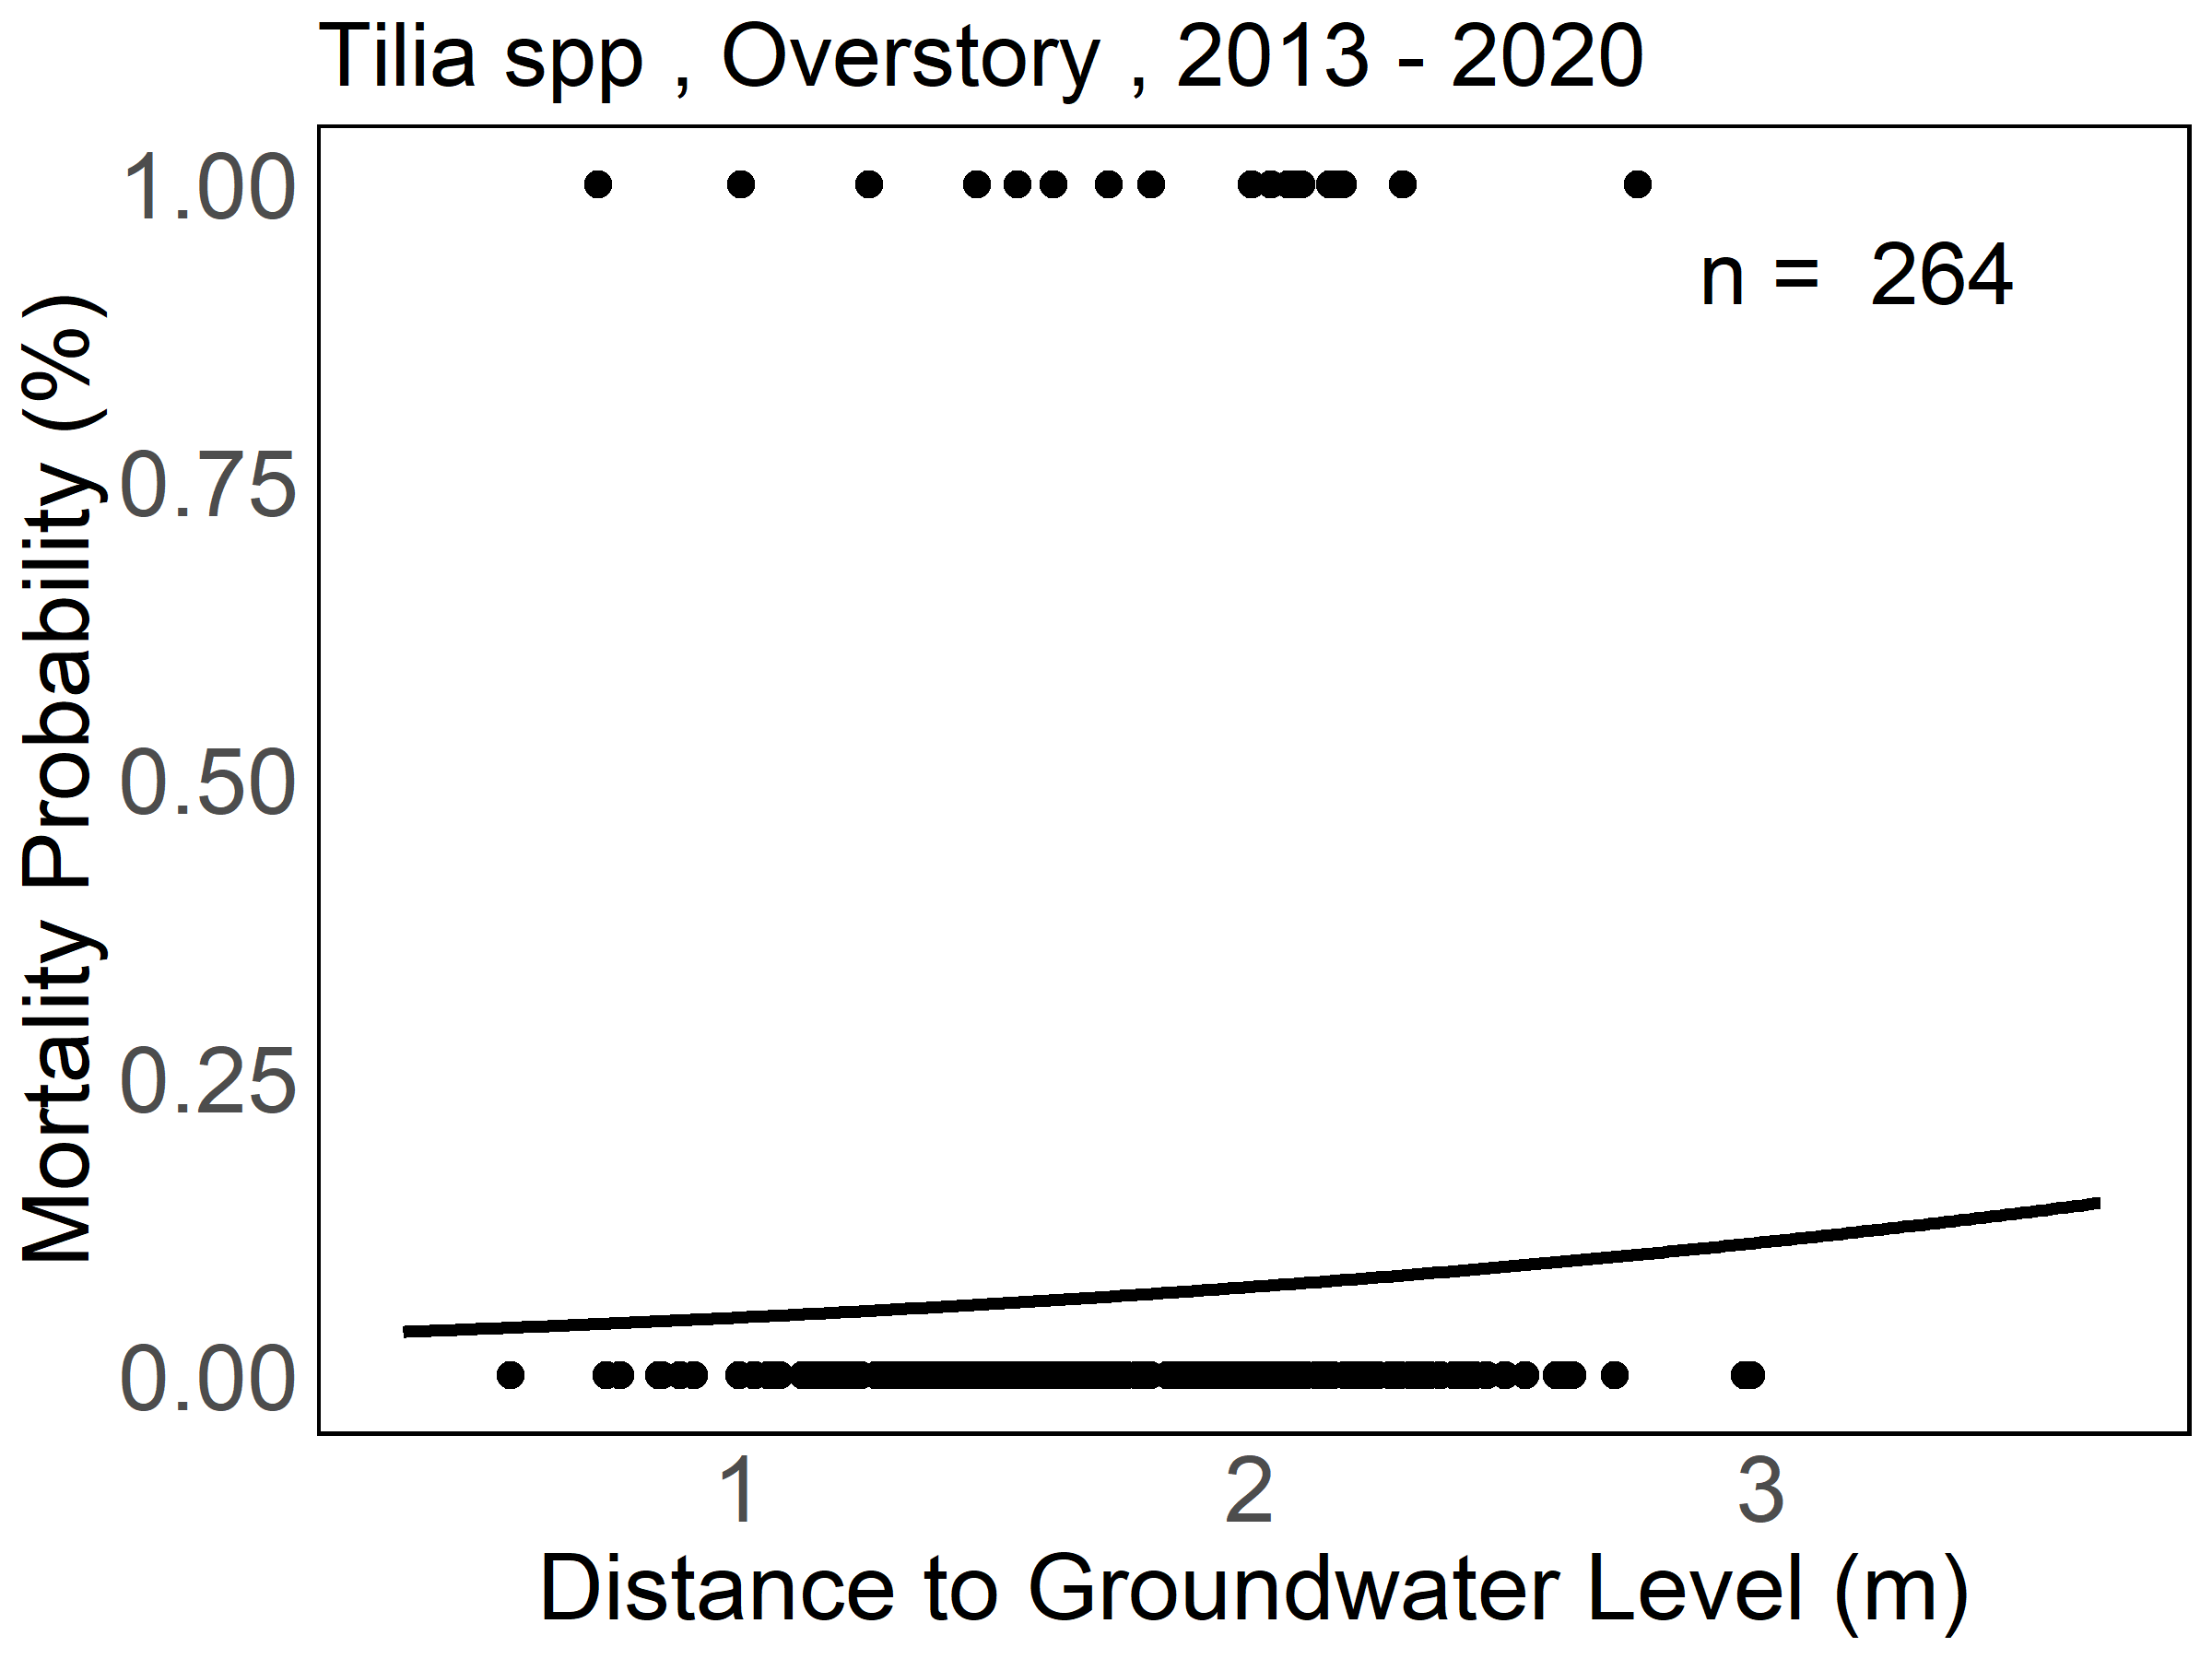 Tilia spp , Overstory , 2013 - 2020
1.00
n = 264
0.75
Mortality Probability (%)
0.50
0.25
0.00
1 2 3
Distance to Groundwater Level (m)